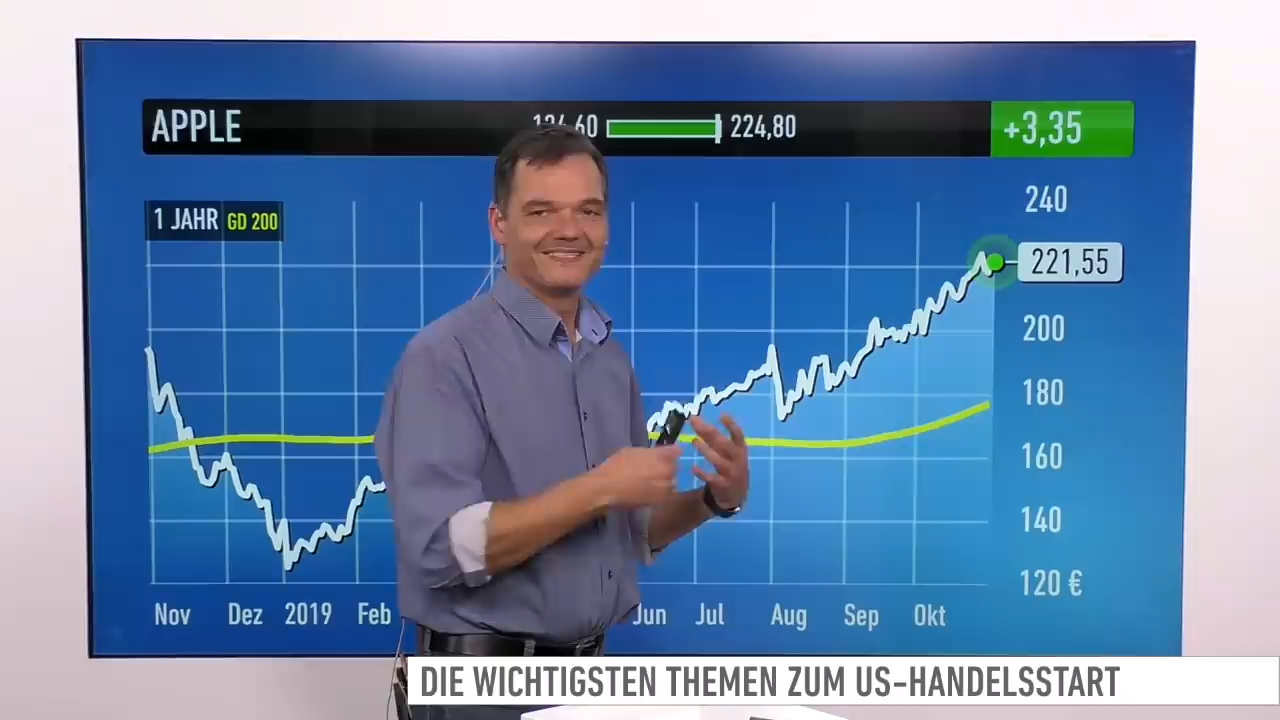 APPLE
224,80
+3,35
1 JAHR GD 200
240
221,55
200
180
160
140
120 €
Nov Dez 2019 Feb Jun Jul Aug Sep Okt
DIE WICHTIGSTEN THEMEN ZUM US-HANDELSSTART